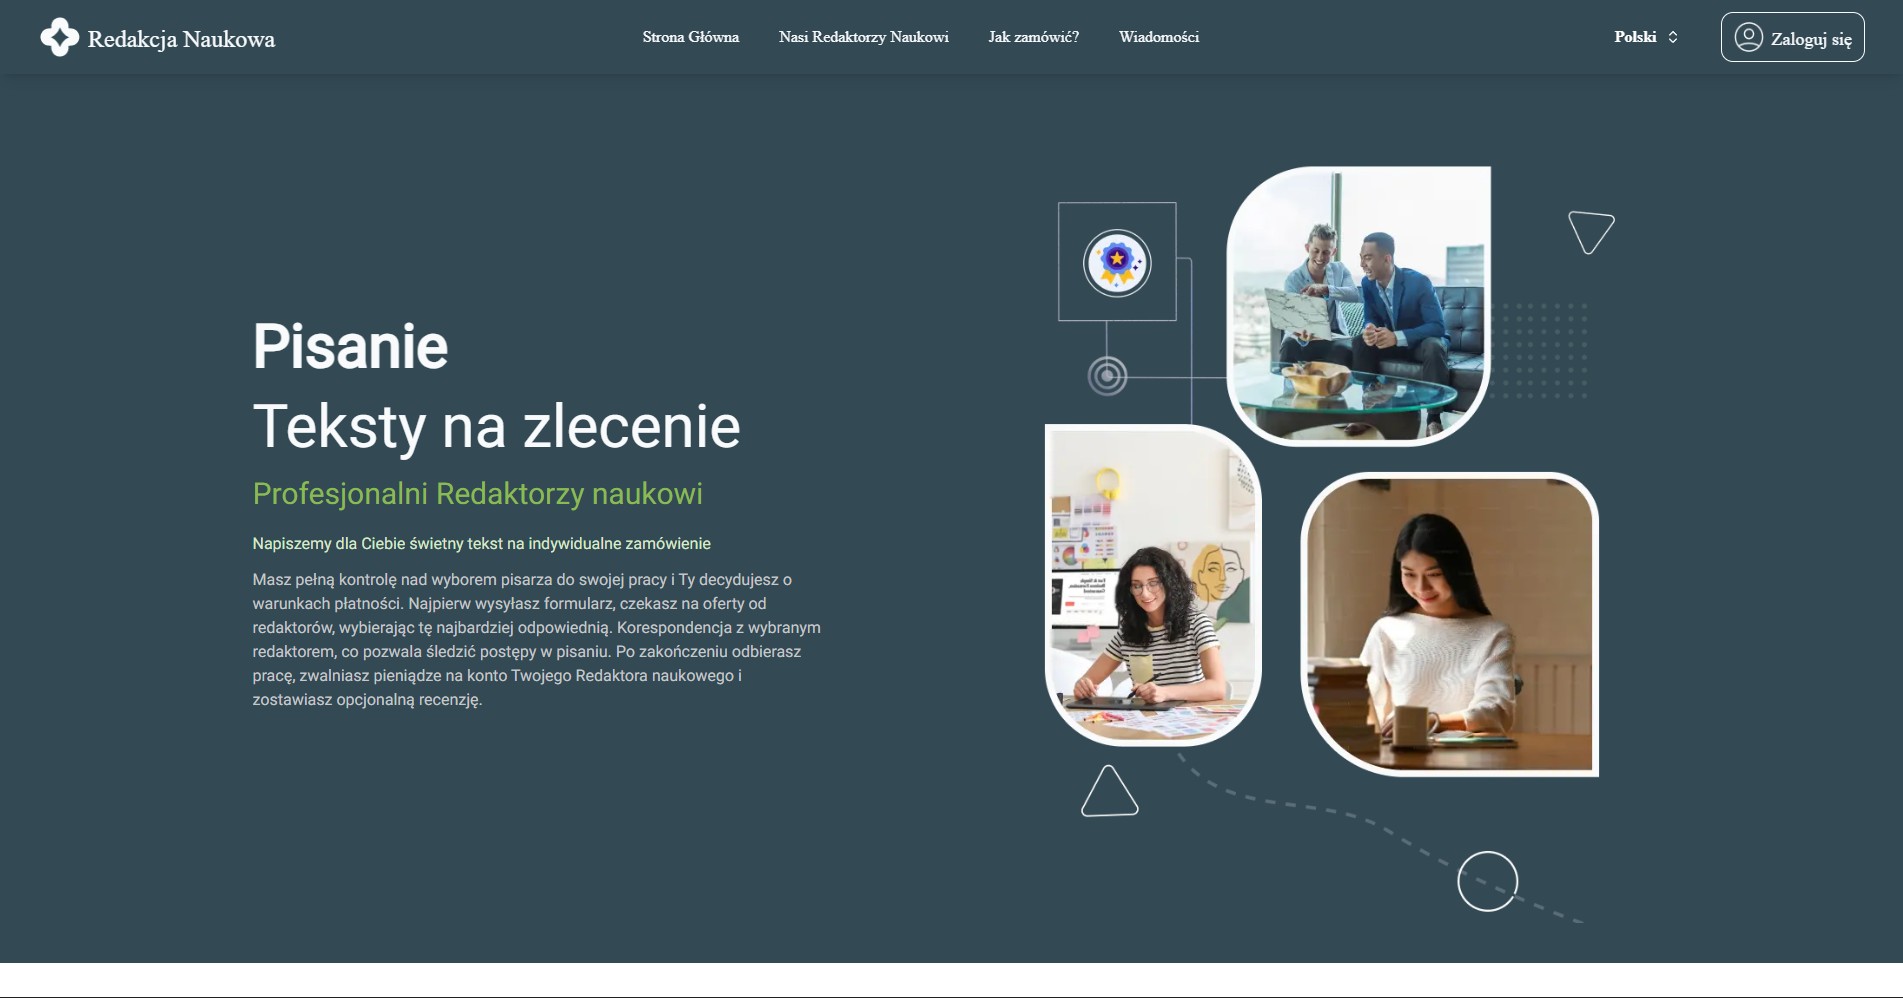 Redakcja Naukowa
Strona Główna
Nasi Redaktorzy Naukowi
Jak zamówić?
Wiadomości
Polski
Zaloguj się
Pisanie
Teksty na zlecenie
Profesjonalni Redaktorzy naukowi
Napiszemy dla Ciebie świetny tekst na indywidualne zamówienie
Masz pełną kontrolę nad wyborem pisarza do swojej pracy i Ty decydujesz o
warunkach płatności. Najpierw wysyłasz formularz, czekasz na oferty od
redaktorów, wybierając tę najbardziej odpowiednią. Korespondencja z wybranym
redaktorem, co pozwala śledzić postępy w pisaniu. Po zakończeniu odbierasz
pracę, zwalniasz pieniądze na konto Twojego Redaktora naukowego i
zostawiasz opcjonalną recenzję.